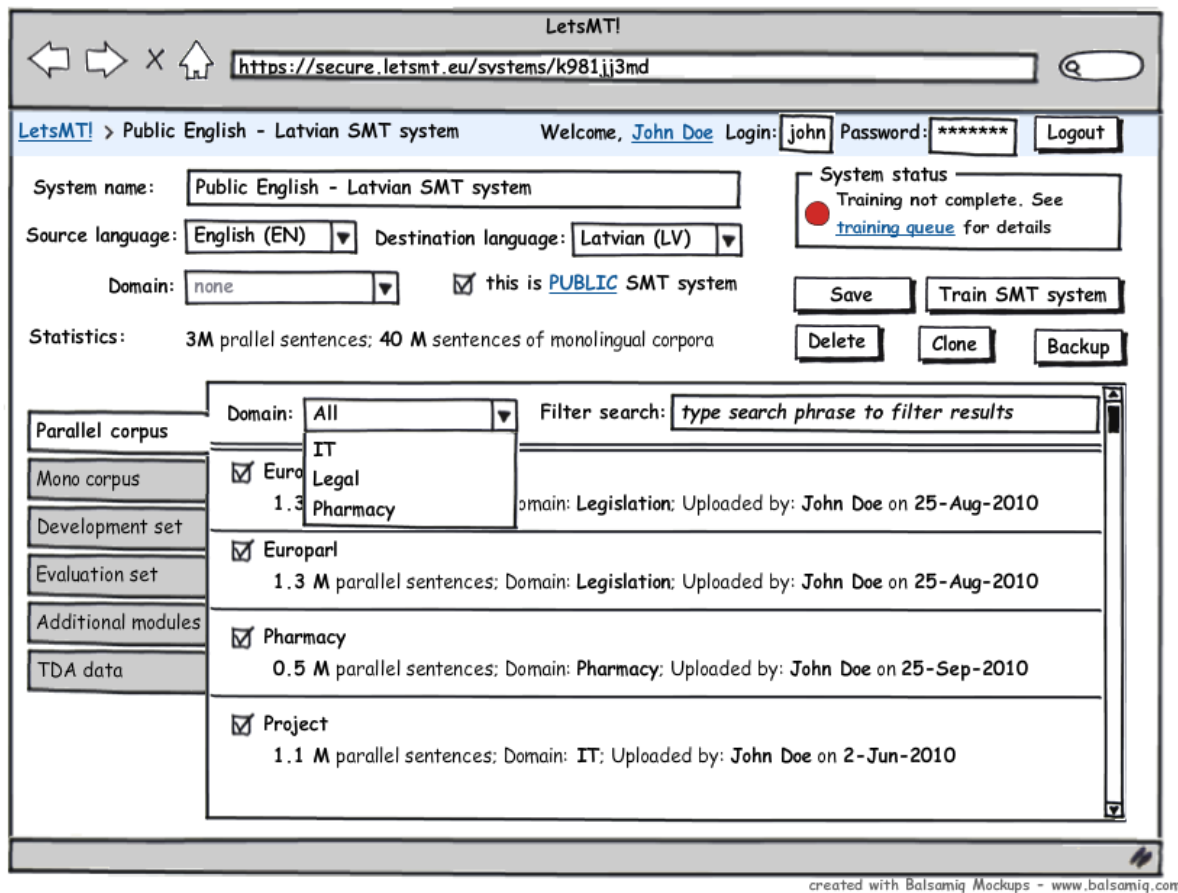 LetsMT!
https://secure.letsmt.eu/systems/k981jj3md
LetsMT! > Public English - Latvian SMT system Welcome, John Doe Login: john Password: ******* Logout
System name: Public English - Latvian SMT system
System status
Training not complete. See
training queue for details
Source language: English (EN) Destination language: Latvian (LV)
Domain: none this is PUBLIC SMT system
Save Train SMT system
Statistics: 3M prallel sentences; 40 M sentences of monolingual corpora
Delete Clone Backup
Parallel corpus
Mono corpus
Development set
Evaluation set
Additional modules
TDA data
Domain: All Filter search: type search phrase to filter results
IT
Legal
Pharmacy
Euro
1.3 omain: Legislation; Uploaded by: John Doe on 25-Aug-2010
Europarl
1.3 M parallel sentences; Domain: Legislation; Uploaded by: John Doe on 25-Aug-2010
Pharmacy
0.5 M parallel sentences; Domain: Pharmacy; Uploaded by: John Doe on 25-Sep-2010
Project
1.1 M parallel sentences; Domain: IT; Uploaded by: John Doe on 2-Jun-2010
created with Balsamiq Mockups - www.balsamiq.com